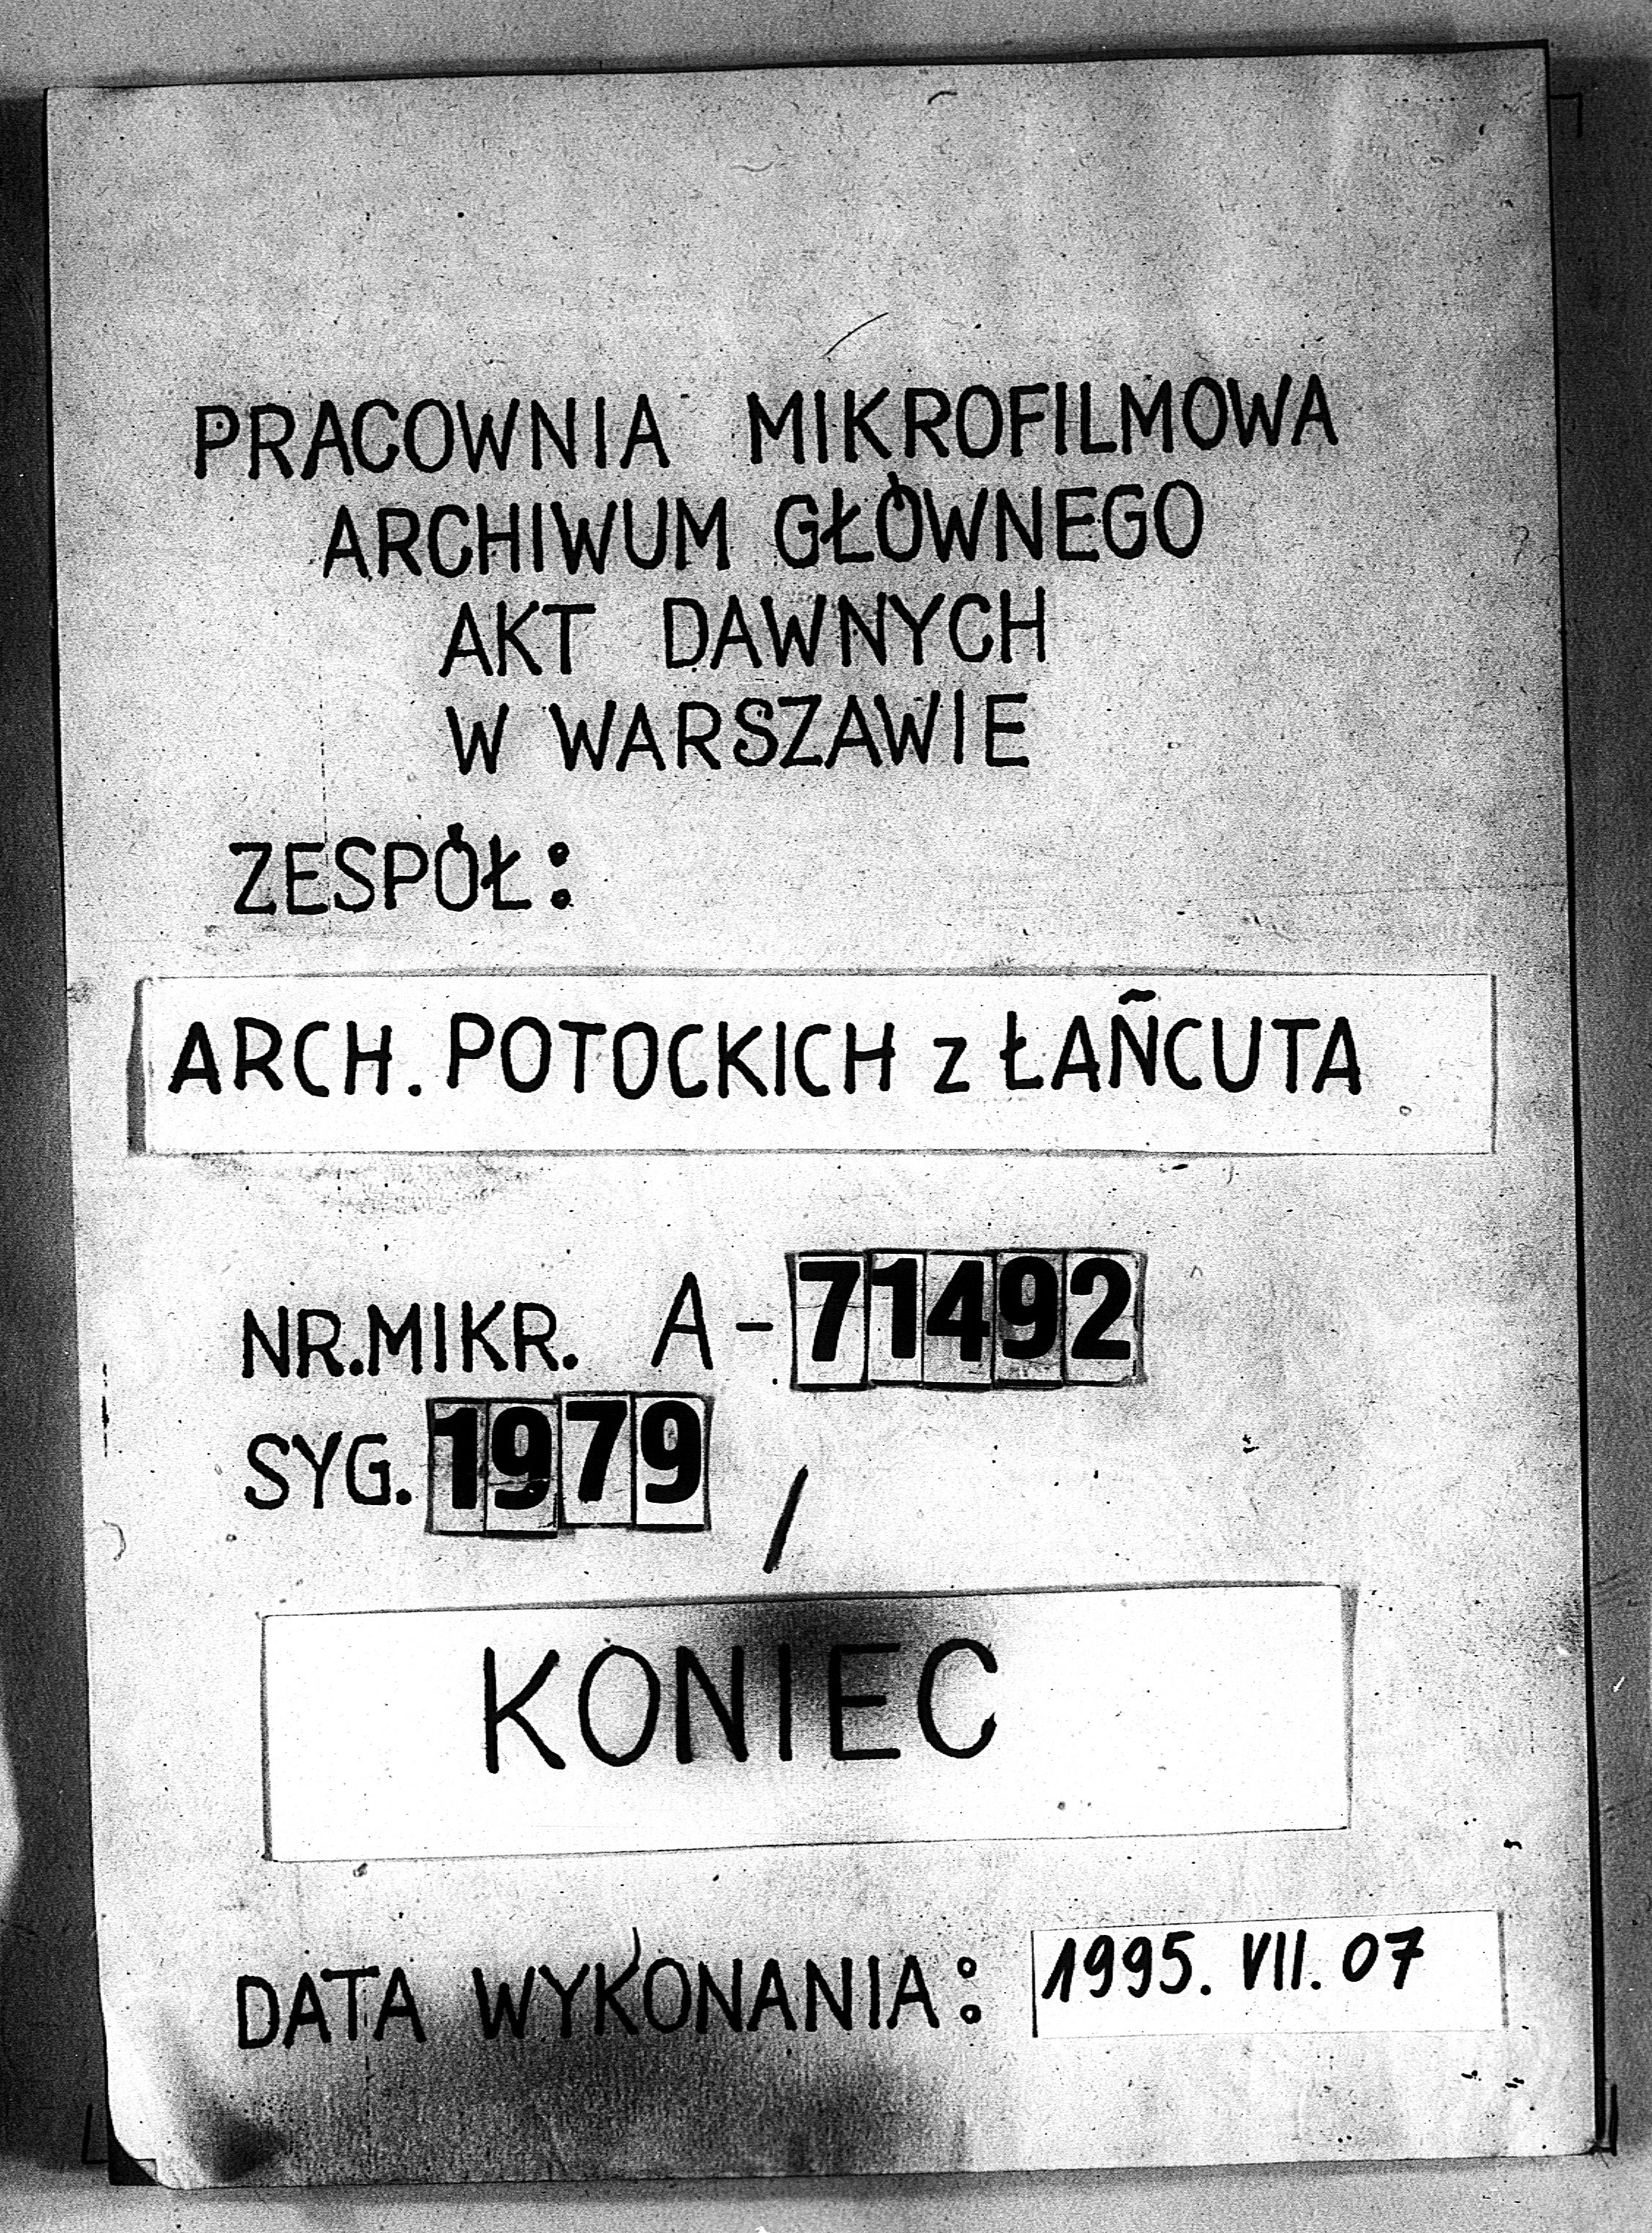 PRACOWNIA MIKROFILMOWA
ARCHIWUM GŁÓWNEGO
AKT DAWNYCH
W WARSZAWIE
ZESPÓŁ:
ARCH. POTOCKICH z ŁAŃCUTA
NR.MIKR. A-71492
SYG. 1979 /
KONIEC
DATA WYKONANIA: 1995. VII. 07